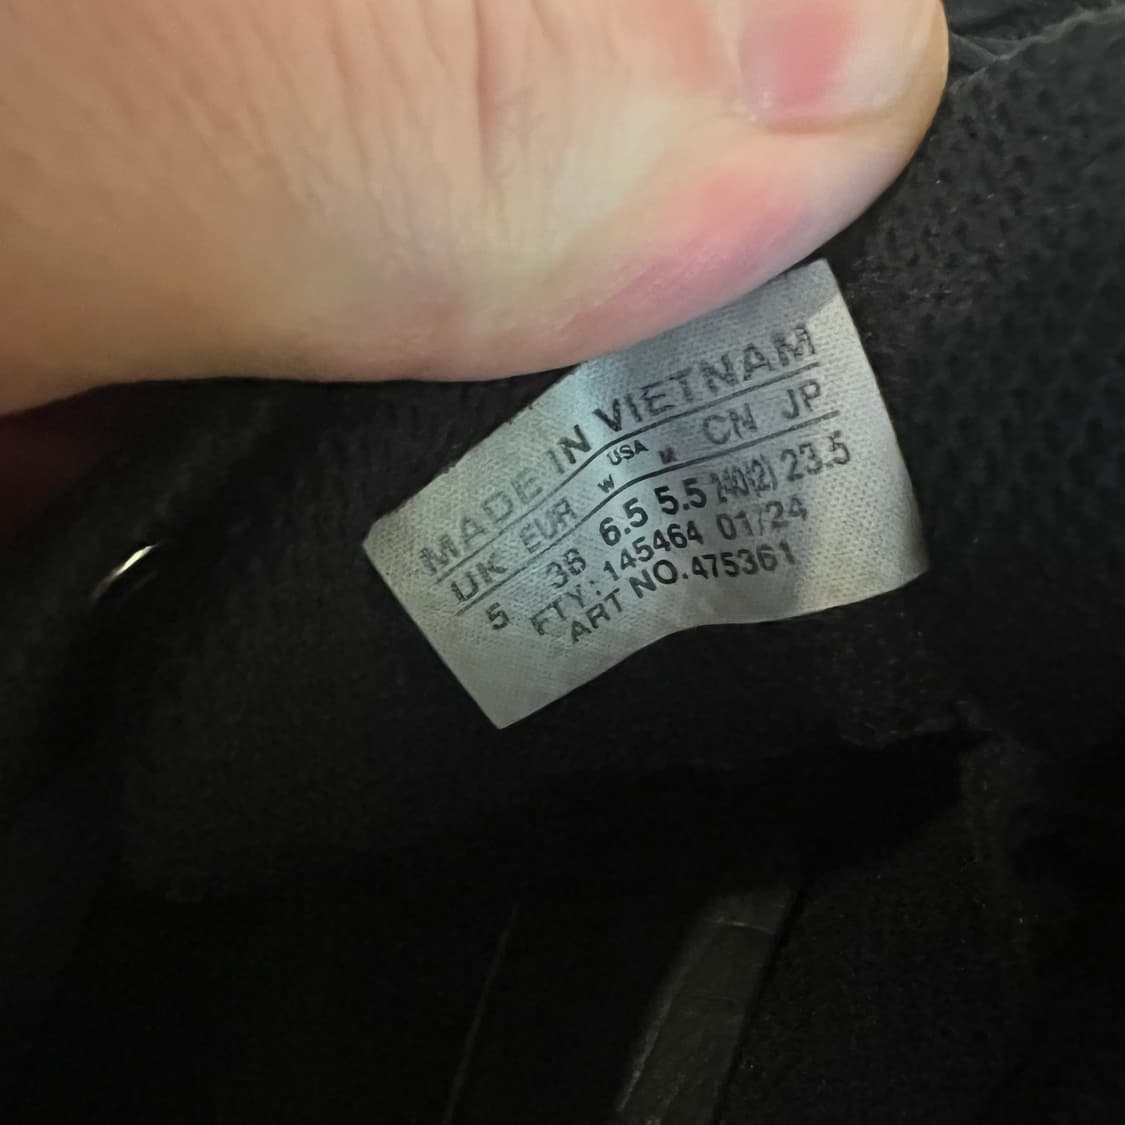 MADE IN VIETNAM
UK EUR USA W M CN JP
5 38 6.5 5.5 240(2) 23.5
FTY: 145464 01/24
ART NO. 475361